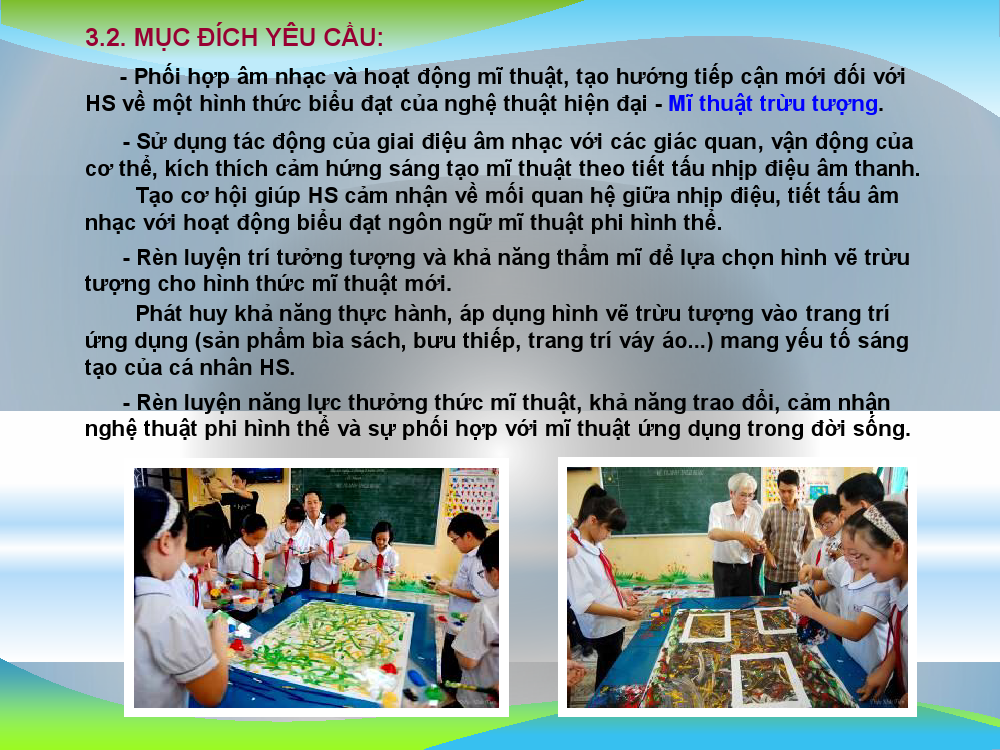 3.2. MỤC ĐÍCH YÊU CẦU:
- Phối hợp âm nhạc và hoạt động mĩ thuật, tạo hướng tiếp cận mới đối với
HS về một hình thức biểu đạt của nghệ thuật hiện đại - Mĩ thuật trừu tượng.
- Sử dụng tác động của giai điệu âm nhạc với các giác quan, vận động của
cơ thể, kích thích cảm hứng sáng tạo mĩ thuật theo tiết tấu nhịp điệu âm thanh.
Tạo cơ hội giúp HS cảm nhận về mối quan hệ giữa nhịp điệu, tiết tấu âm
nhạc với hoạt động biểu đạt ngôn ngữ mĩ thuật phi hình thể.
- Rèn luyện trí tưởng tượng và khả năng thẩm mĩ để lựa chọn hình vẽ trừu
tượng cho hình thức mĩ thuật mới.
Phát huy khả năng thực hành, áp dụng hình vẽ trừu tượng vào trang trí
ứng dụng (sản phẩm bìa sách, bưu thiếp, trang trí váy áo...) mang yếu tố sáng
tạo của cá nhân HS.
- Rèn luyện năng lực thưởng thức mĩ thuật, khả năng trao đổi, cảm nhận
nghệ thuật phi hình thể và sự phối hợp với mĩ thuật ứng dụng trong đời sống.